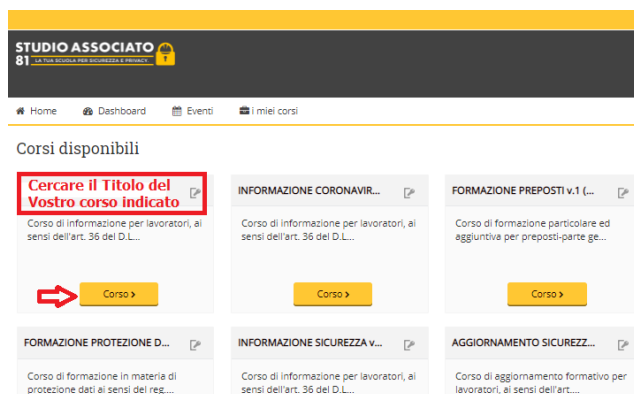 STUDIO ASSOCIATO
81 LA TUA SCUOLA PER SICUREZZA E PRIVACY.
Home Dashboard Eventi i miei corsi
Corsi disponibili
Cercare il Titolo del
Vostro corso indicato
Corso di informazione per lavoratori, ai
sensi dell'art. 36 del D.L...
Corso >
INFORMAZIONE CORONAVIR...
Corso di informazione per lavoratori, ai
sensi dell'art. 36 del D.L...
Corso >
FORMAZIONE PREPOSTI v.1 (...
Corso di formazione particolare ed
aggiuntiva per preposti-parte ge...
Corso >
FORMAZIONE PROTEZIONE D...
Corso di formazione in materia di
protezione dati ai sensi del reg....
INFORMAZIONE SICUREZZA v...
Corso di informazione per lavoratori, ai
sensi dell'art. 36 del D.L...
AGGIORNAMENTO SICUREZZ...
Corso di aggiornamento formativo per
lavoratori, ai sensi dell'art....